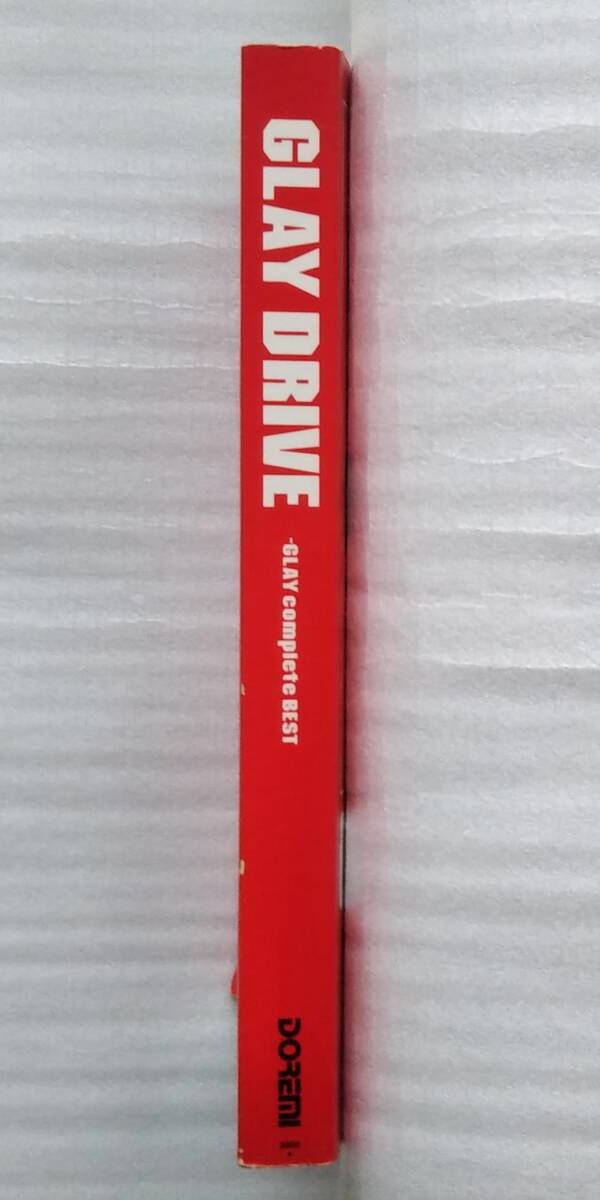 GLAY DRIVE
-GLAY complete BEST
DOREMI